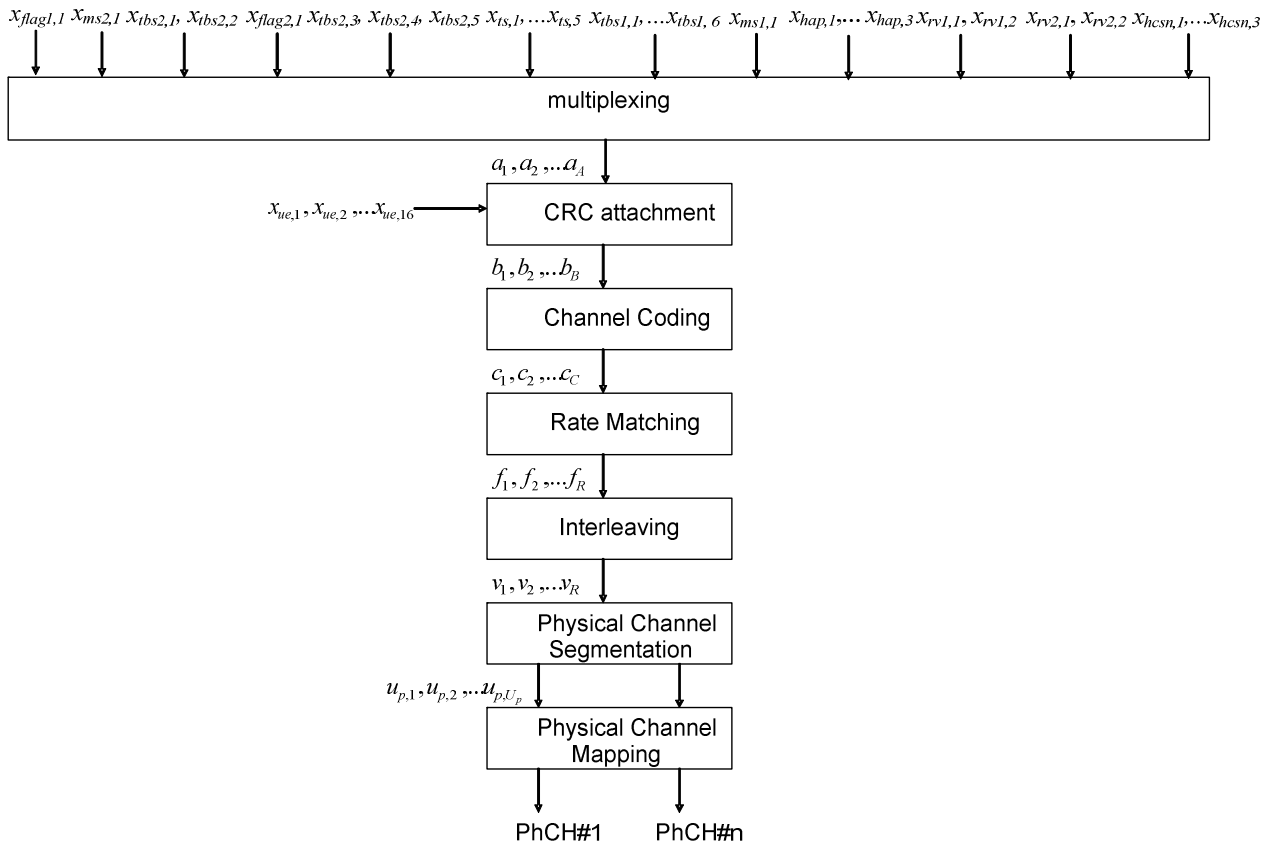 x_flag1,1 x_ms2,1 x_tbs2,1, x_tbs2,2 x_flag2,1 x_tbs2,3, x_tbs2,4, x_tbs2,5 x_ts,1, ...x_ts,5 x_tbs1,1, ...x_tbs1, 6 x_ms1,1 x_hap,1,... x_hap,3 x_rv1,1, x_rv1,2 x_rv2,1, x_rv2,2 x_hcsn,1,...x_hcsn,3
multiplexing
a_1, a_2 ,...a_A
x_ue,1, x_ue,2 ,...x_ue,16
CRC attachment
b_1, b_2 ,...b_B
Channel Coding
c_1, c_2 ,...c_C
Rate Matching
f_1, f_2 ,...f_R
Interleaving
v_1, v_2 ,...v_R
Physical Channel
Segmentation
u_p,1, u_p,2 ,...u_p,U_p
Physical Channel
Mapping
PhCH#1 PhCH#n